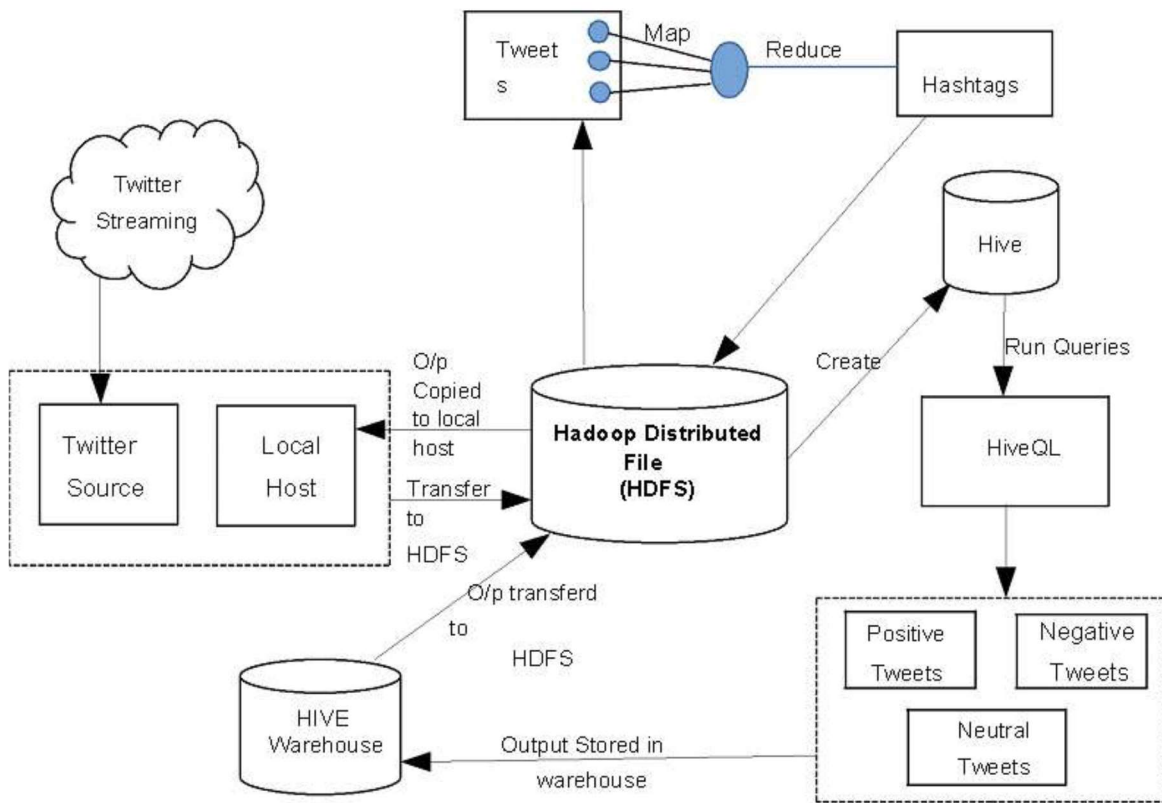 Tweet
s
Map
Reduce
Hashtags
Twitter
Streaming
Hive
Run Queries
Create
O/p
Copied
to local
host
Hadoop Distributed
File
(HDFS)
Twitter
Source
Local
Host
HiveQL
Transfer
to
HDFS
O/p transferd
to
HDFS
Positive
Tweets
Negative
Tweets
Neutral
Tweets
HIVE
Warehouse
Output Stored in
warehouse